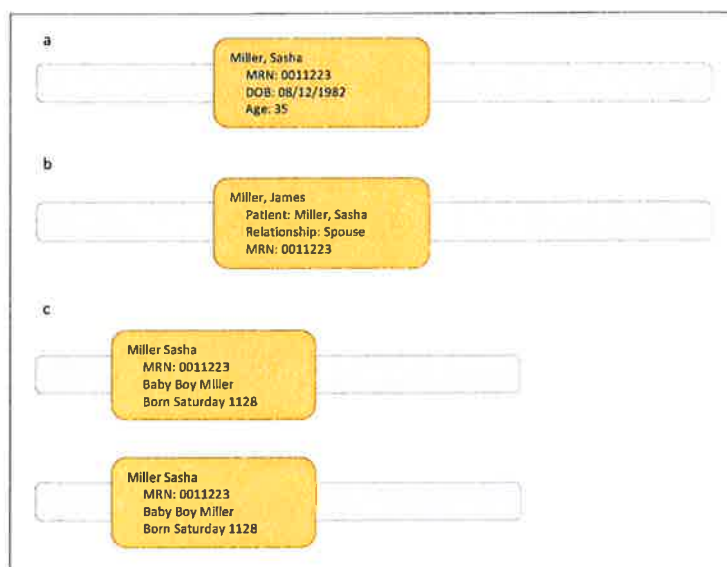 a
Miller, Sasha
MRN: 0011223
DOB: 08/12/1982
Age: 35
b
Miller, James
Patient: Miller, Sasha
Relationship: Spouse
MRN: 0011223
c
Miller Sasha
MRN: 0011223
Baby Boy Miller
Born Saturday 1128
Miller Sasha
MRN: 0011223
Baby Boy Miller
Born Saturday 1128